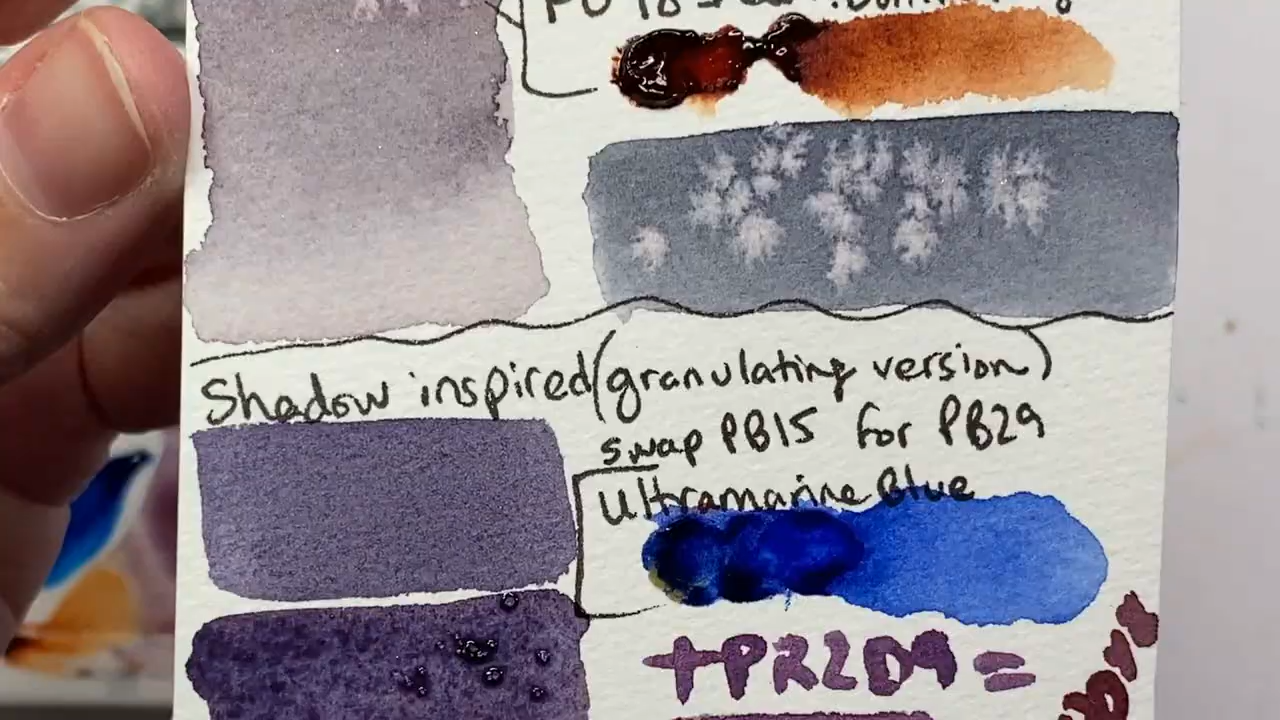 Shadow inspired (granulating version)
swap PB15 for PB29
Ultramarine Blue
+PR209 =